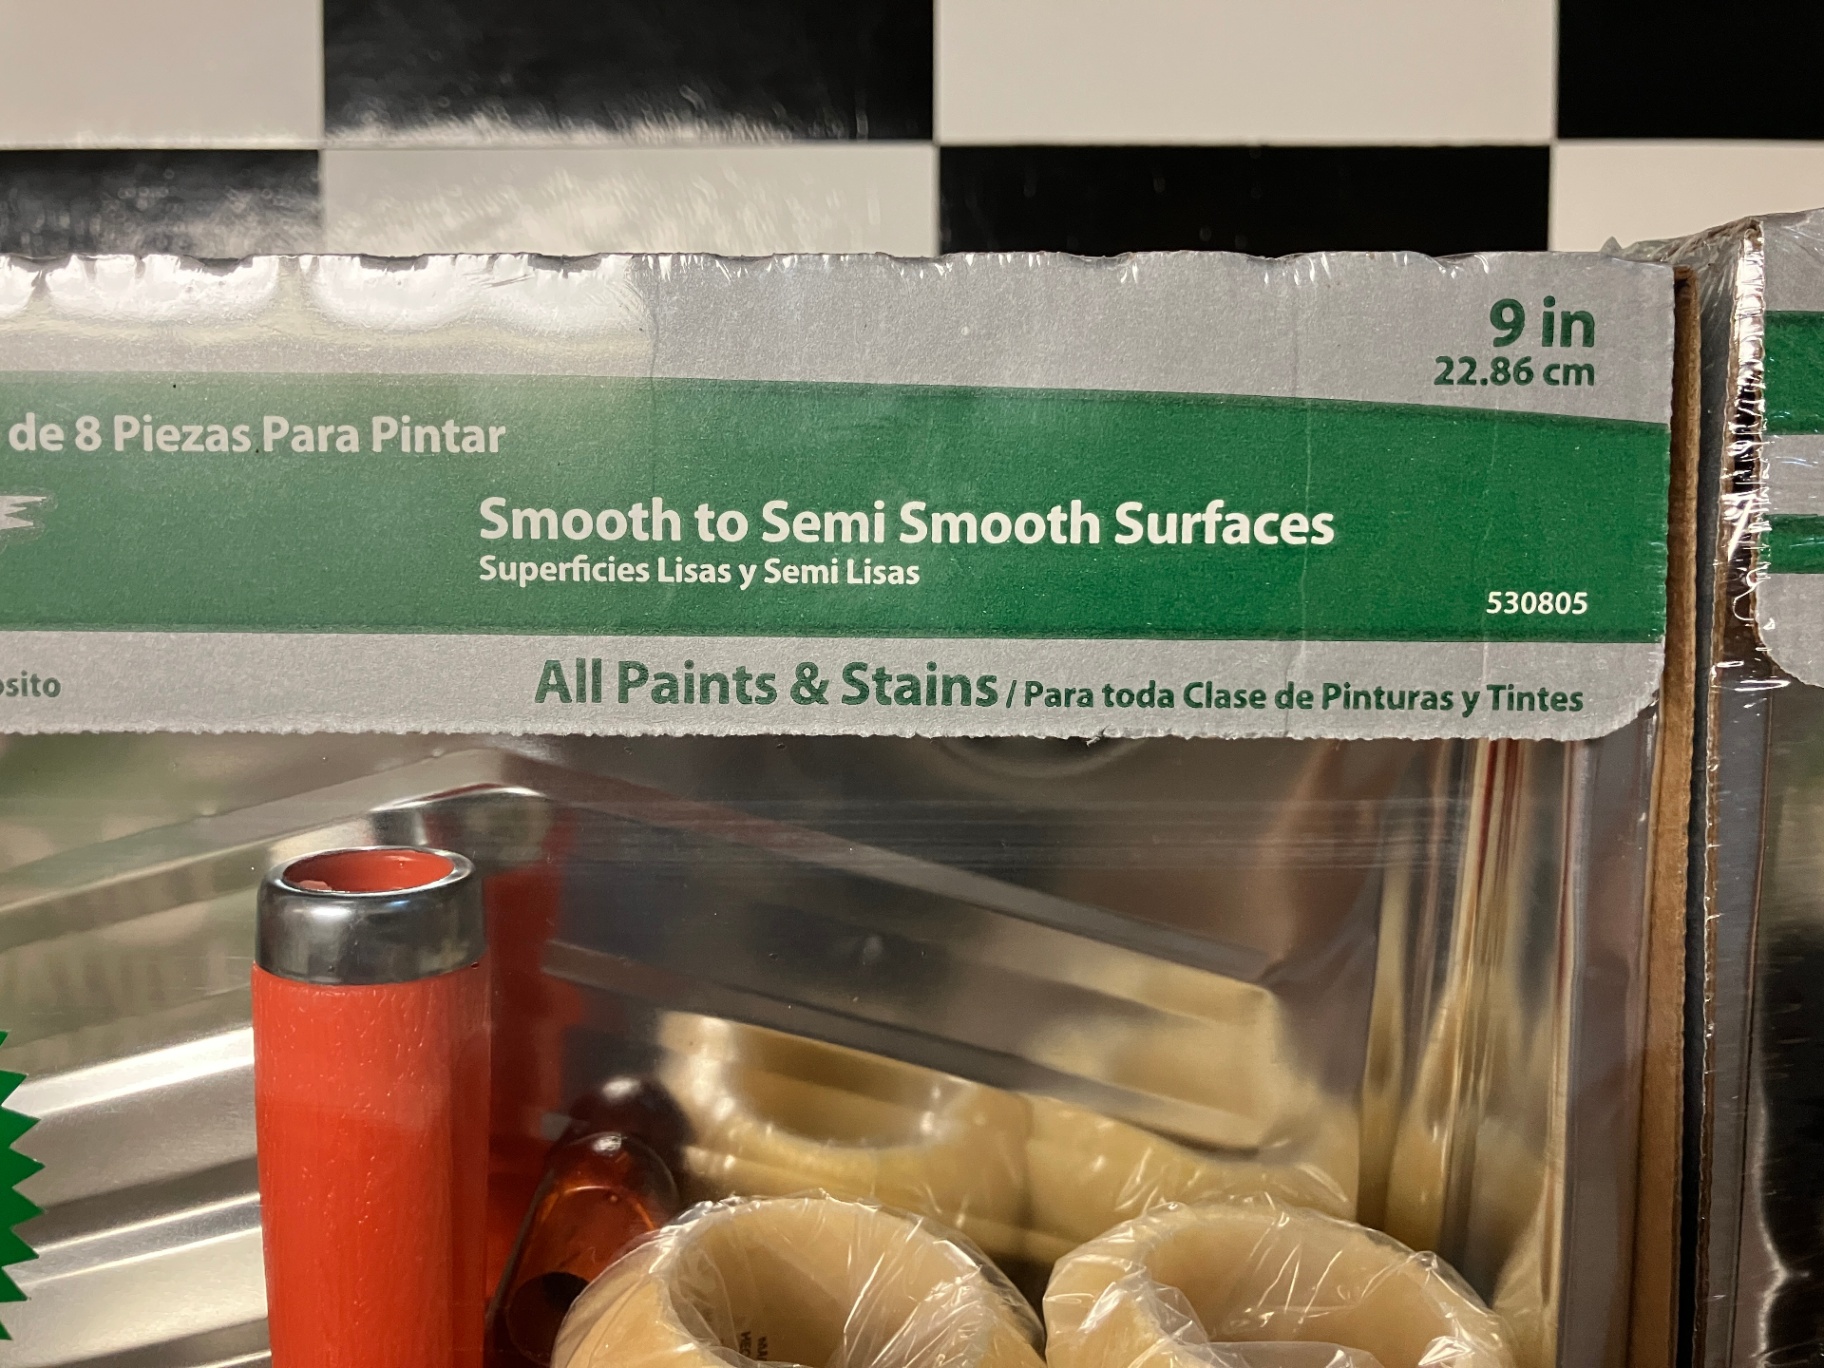 9 in
22.86 cm
de 8 Piezas Para Pintar
Smooth to Semi Smooth Surfaces
Superficies Lisas y Semi Lisas
530805
All Paints & Stains / Para toda Clase de Pinturas y Tintes